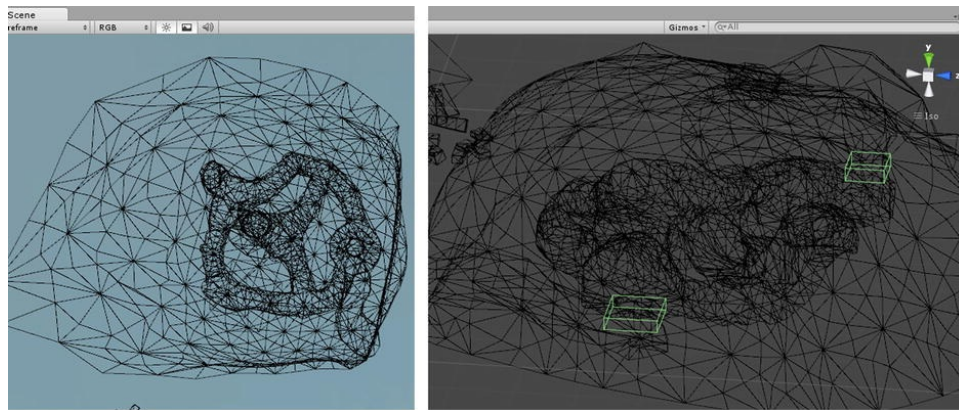 Scene
reframe
RGB
Gizmos
All
y
z
Iso